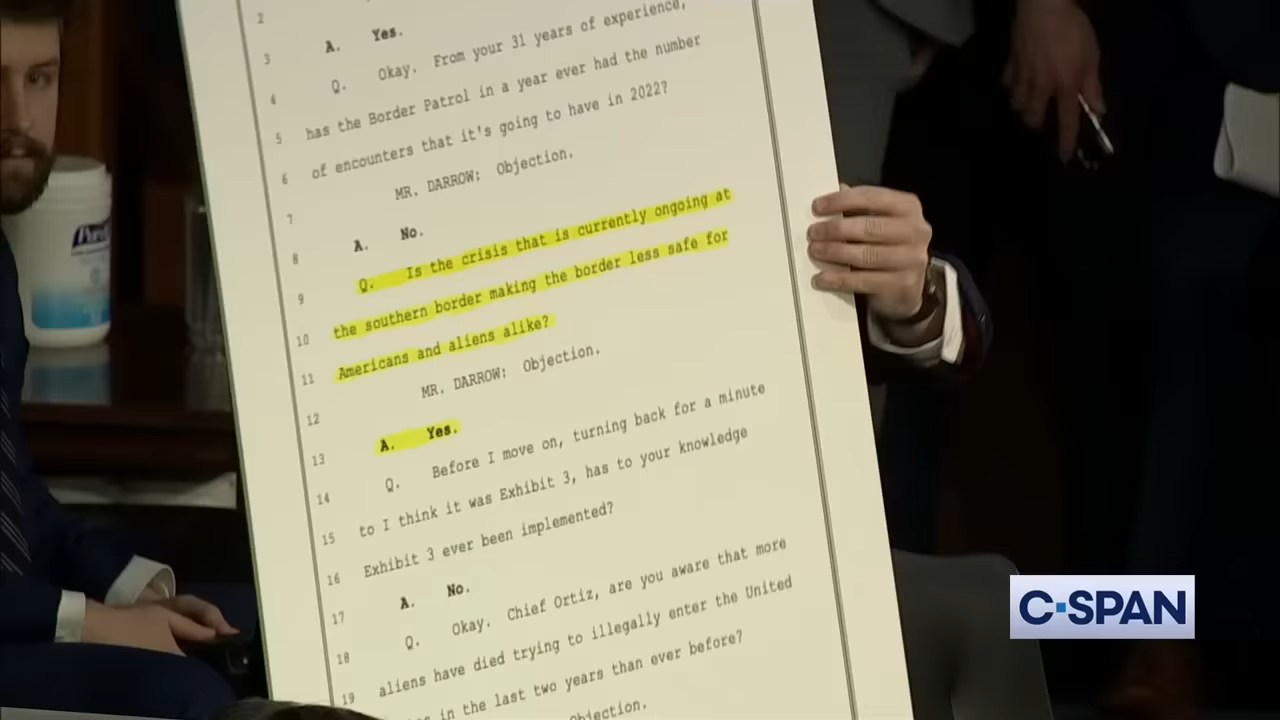 2
3 A. Yes.
4 Q. Okay. From your 31 years of experience,
5 has the Border Patrol in a year ever had the number
6 of encounters that it's going to have in 2022?
7 MR. DARROW: Objection.
8 A. No.
9 Q. Is the crisis that is currently ongoing at
10 the southern border making the border less safe for
11 Americans and aliens alike?
12 MR. DARROW: Objection.
13 A. Yes.
14 Q. Before I move on, turning back for a minute
15 to I think it was Exhibit 3, has to your knowledge
16 Exhibit 3 ever been implemented?
17 A. No.
18 Q. Okay. Chief Ortiz, are you aware that more
19 aliens have died trying to illegally enter the United
in the last two years than ever before?
C-SPAN